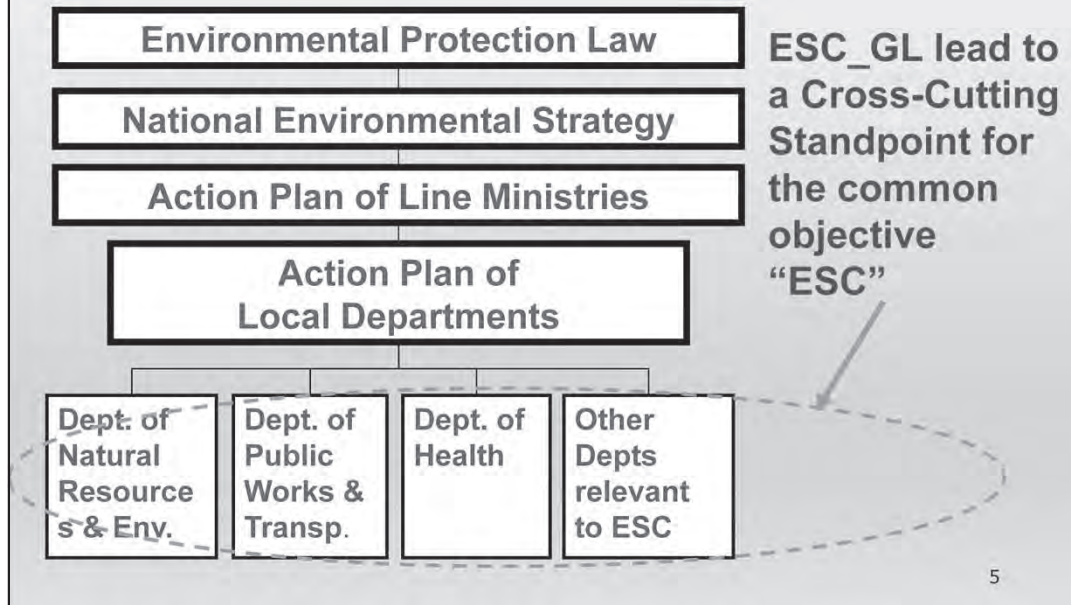 Environmental Protection Law
National Environmental Strategy
Action Plan of Line Ministries
Action Plan of
Local Departments
Dept. of
Natural
Resource
s & Env.
Dept. of
Public
Works &
Transp.
Dept. of
Health
Other
Depts
relevant
to ESC
ESC_GL lead to
a Cross-Cutting
Standpoint for
the common
objective
“ESC”
5